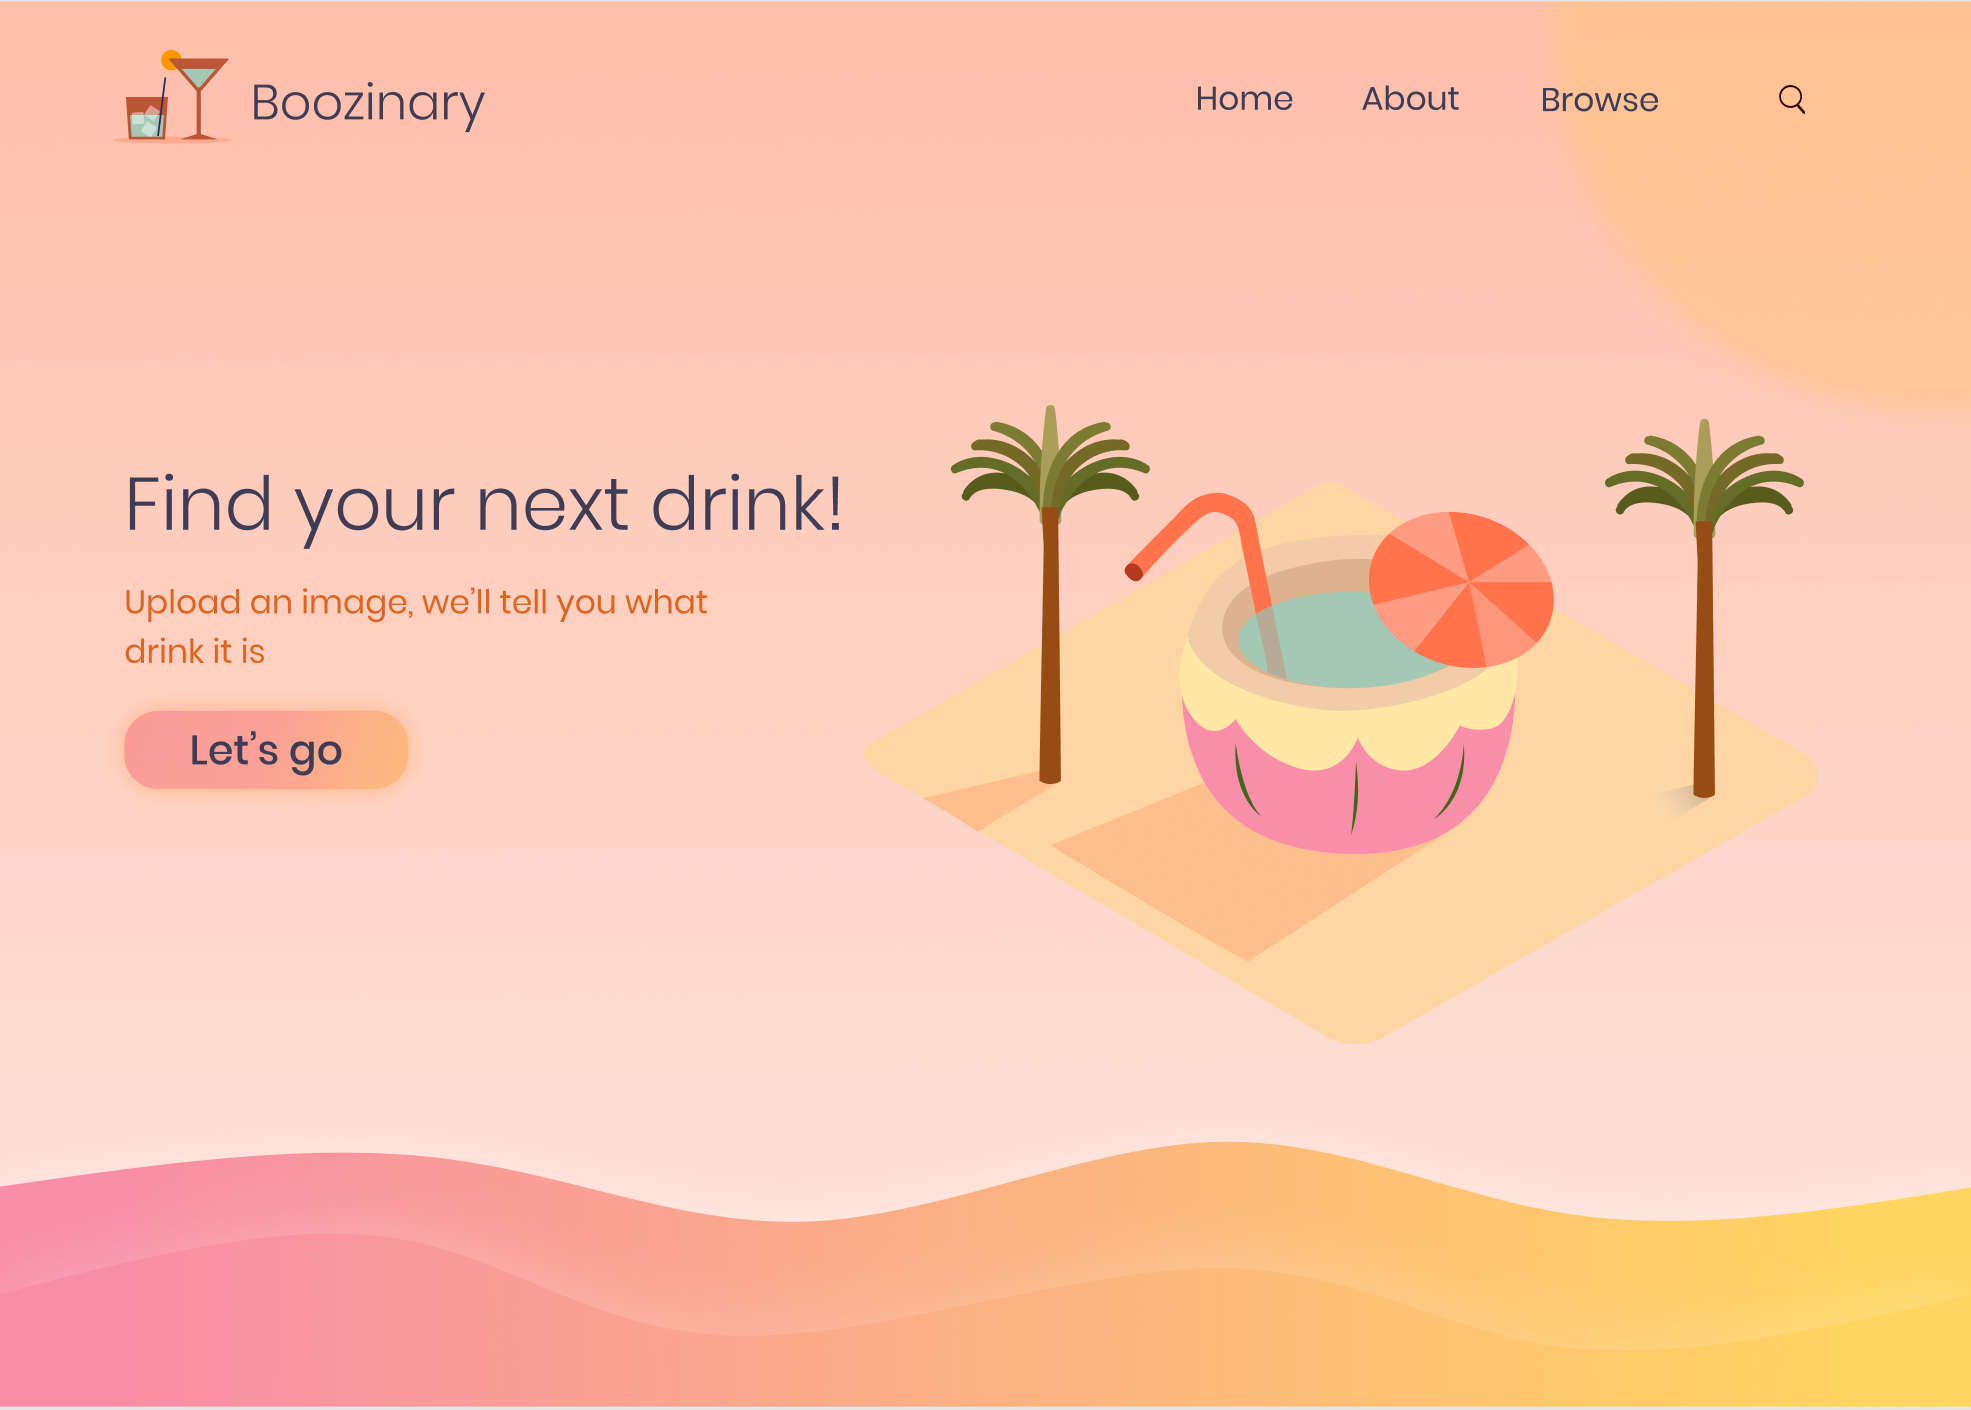 Boozinary
Home
About
Browse
Find your next drink!
Upload an image, we’ll tell you what
drink it is
Let’s go